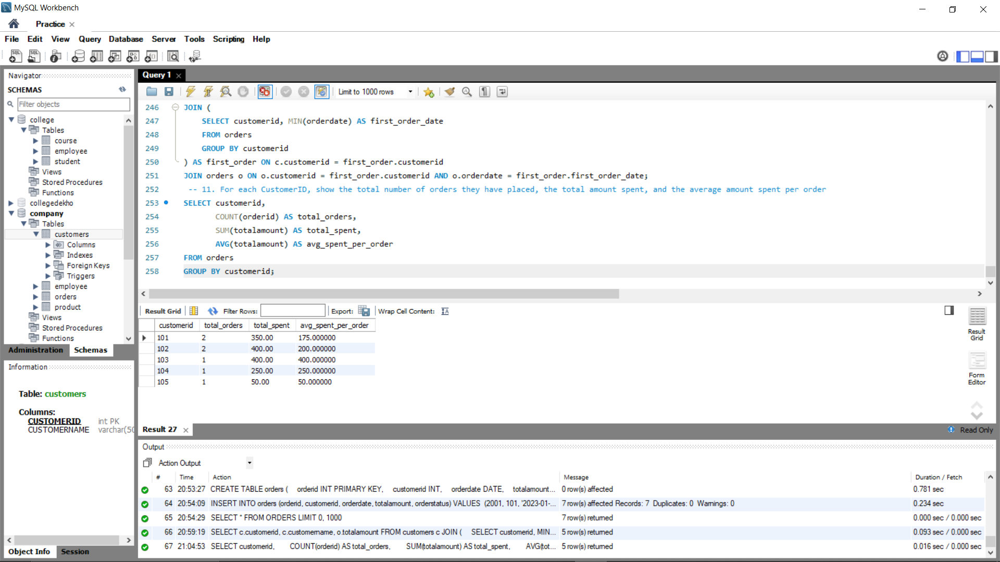 MySQL Workbench
Practice
File Edit View Query Database Server Tools Scripting Help
Navigator
SCHEMAS
Filter objects
college
Tables
course
employee
student
Views
Stored Procedures
Functions
collegedekho
company
Tables
customers
Columns
Indexes
Foreign Keys
Triggers
employee
orders
product
Views
Stored Procedures
Functions
Administration Schemas
Information
Table: customers
Columns:
CUSTOMERID int PK
CUSTOMERNAME varchar(50
Object Info Session
Query 1
Limit to 1000 rows
246 JOIN (
247 SELECT customerid, MIN(orderdate) AS first_order_date
248 FROM orders
249 GROUP BY customerid
250 ) AS first_order ON c.customerid = first_order.customerid
251 JOIN orders o ON o.customerid = first_order.customerid AND o.orderdate = first_order.first_order_date;
252 -- 11. For each CustomerID, show the total number of orders they have placed, the total amount spent, and the average amount spent per order
253 SELECT customerid,
254 COUNT(orderid) AS total_orders,
255 SUM(totalamount) AS total_spent,
256 AVG(totalamount) AS avg_spent_per_order
257 FROM orders
258 GROUP BY customerid;
Result Grid Filter Rows: Export: Wrap Cell Content:
customerid total_orders total_spent avg_spent_per_order
101 2 350.00 175.000000
102 2 400.00 200.000000
103 1 400.00 400.000000
104 1 250.00 250.000000
105 1 50.00 50.000000
Result
Grid
Form
Editor
Result 27
Read Only
Output
Action Output
# Time Action Message Duration / Fetch
63 20:53:27 CREATE TABLE orders ( orderid INT PRIMARY KEY, customerid INT, orderdate DATE, totalamount... 0 row(s) affected 0.781 sec
64 20:54:09 INSERT INTO orders (orderid, customerid, orderdate, totalamount, orderstatus) VALUES (2001, 101, '2023-01-... 7 row(s) affected Records: 7 Duplicates: 0 Warnings: 0 0.234 sec
65 20:54:29 SELECT * FROM ORDERS LIMIT 0, 1000 7 row(s) returned 0.000 sec / 0.000 sec
66 20:59:19 SELECT c.customerid, c.customername, o.totalamount FROM customers c JOIN ( SELECT customerid, MIN... 5 row(s) returned 0.093 sec / 0.000 sec
67 21:04:53 SELECT customerid, COUNT(orderid) AS total_orders, SUM(totalamount) AS total_spent, AVG(tot... 5 row(s) returned 0.016 sec / 0.000 sec